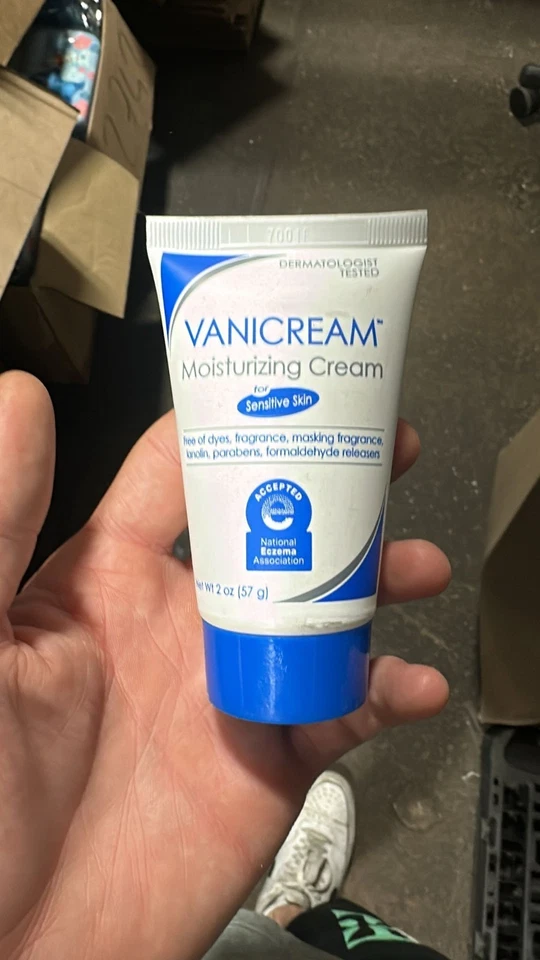 DERMATOLOGIST
TESTED
VANICREAM™
Moisturizing Cream
for
Sensitive Skin
Free of dyes, fragrance, masking fragrance,
lanolin, parabens, formaldehyde releasers
ACCEPTED
National
Eczema
Association
Net Wt 2 oz (57 g)